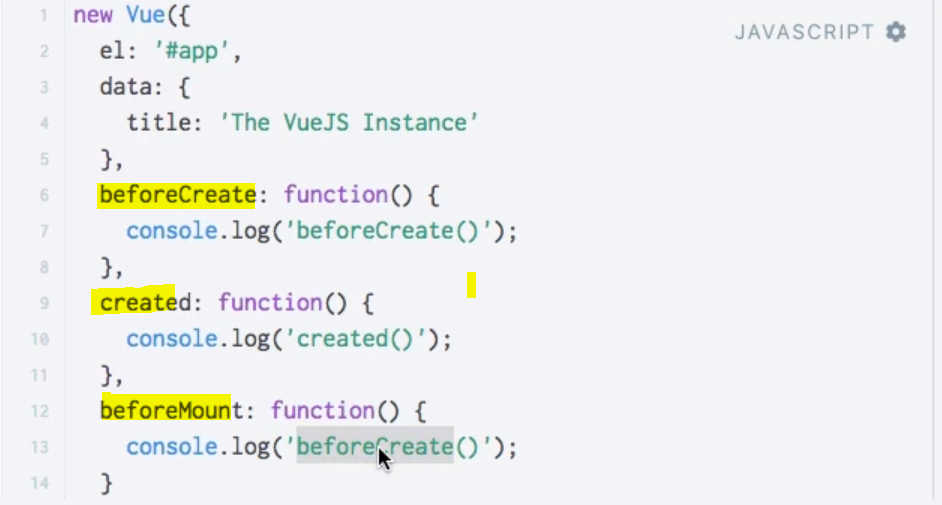 1 new Vue({
JAVASCRIPT
2   el: '#app',
3   data: {
4     title: 'The VueJS Instance'
5   },
6   beforeCreate: function() {
7     console.log('beforeCreate()');
8   },
9   created: function() {
10     console.log('created()');
11   },
12   beforeMount: function() {
13     console.log('beforeCreate()');
14   }